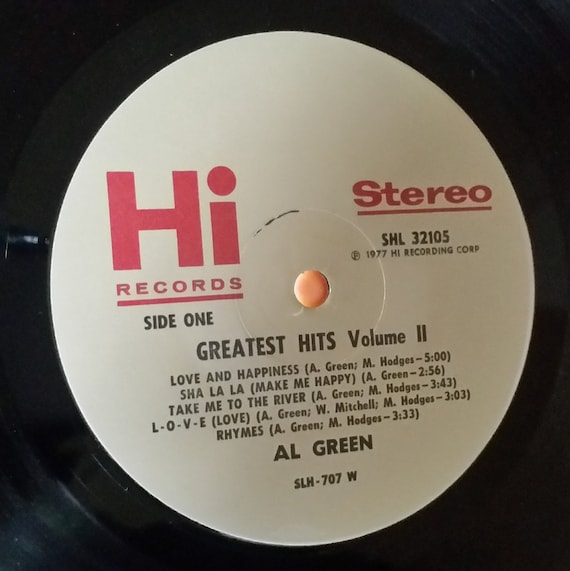 Hi
RECORDS
Stereo
SHL 32105
℗ 1977 HI RECORDING CORP
SIDE ONE
GREATEST HITS Volume II
LOVE AND HAPPINESS (A. Green; M. Hodges-5:00)
SHA LA LA (MAKE ME HAPPY) (A. Green-2:56)
TAKE ME TO THE RIVER (A. Green; M. Hodges-3:43)
L-O-V-E (LOVE) (A. Green; W. Mitchell; M. Hodges-3:03)
RHYMES (A. Green; M. Hodges-3:33)
AL GREEN
SLH-707 W